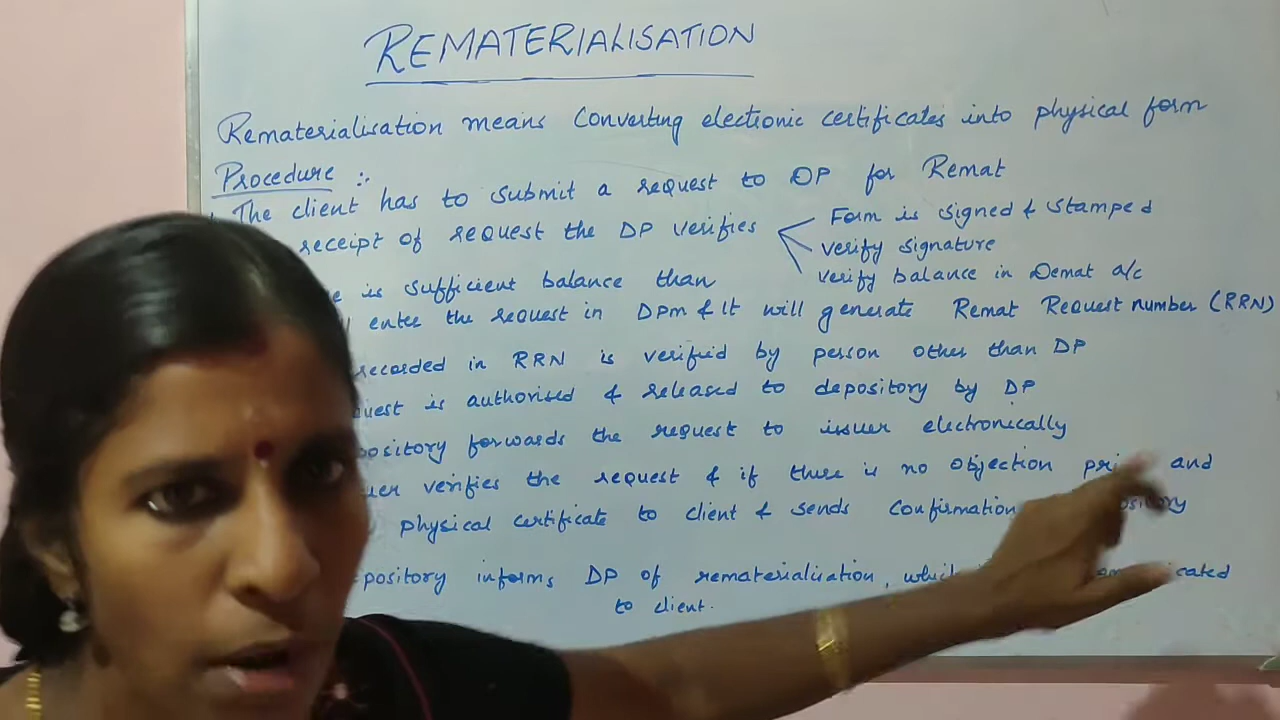 REMATERIALISATION
Rematerialisation means Converting electronic certificates into physical form
Procedure :-
The client has to submit a request to DP for Remat
receipt of request the DP verifies
Form is signed & stamped
verify signature
verify balance in Demat a/c
is sufficient balance than
enter the request in DPM & It will generate Remat Request number (RRN)
recorded in RRN is verified by person other than DP
is authorised & released to depository by DP
forwards the request to issuer electronically
verifies the request & if there is no objection and
physical certificate to client & sends Confirmation
informs DP of rematerialisation, which
to client.